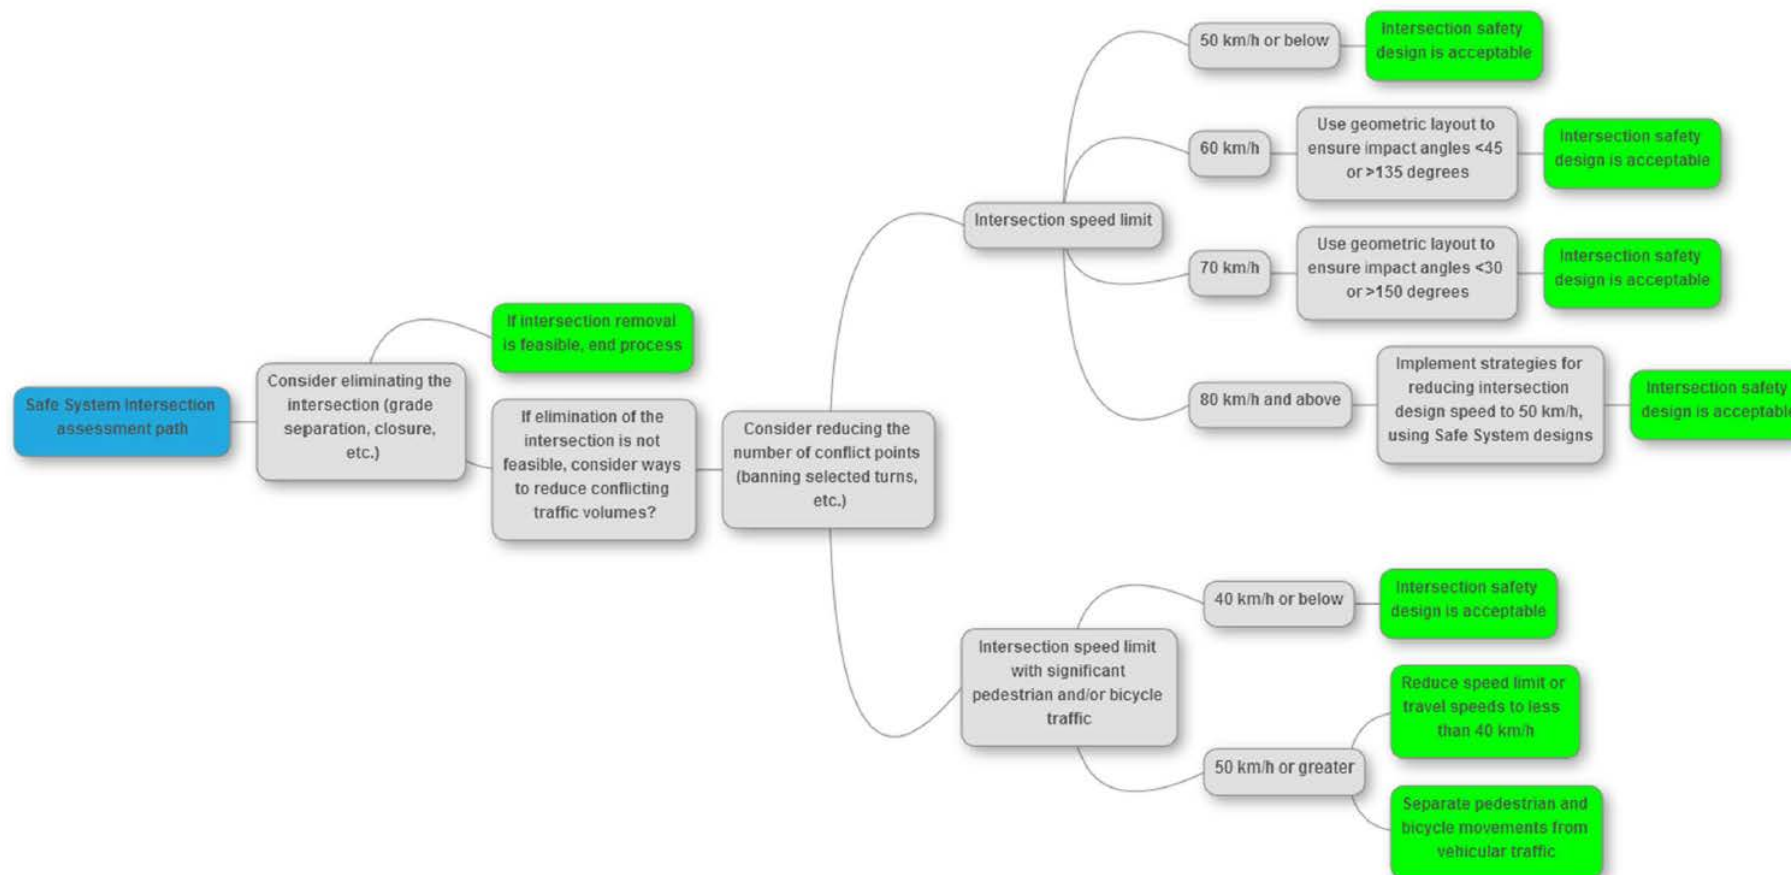 Safe System Intersection
assessment path
Consider eliminating the
intersection (grade
separation, closure,
etc.)
If intersection removal
is feasible, end process
If elimination of the
intersection is not
feasible, consider ways
to reduce conflicting
traffic volumes?
Consider reducing the
number of conflict points
(banning selected turns,
etc.)
Intersection speed limit
50 km/h or below
Intersection safety
design is acceptable
60 km/h
Use geometric layout to
ensure impact angles <45
or >135 degrees
Intersection safety
design is acceptable
70 km/h
Use geometric layout to
ensure impact angles <30
or >150 degrees
Intersection safety
design is acceptable
80 km/h and above
Implement strategies for
reducing intersection
design speed to 50 km/h,
using Safe System designs
Intersection safety
design is acceptable
Intersection speed limit
with significant
pedestrian and/or bicycle
traffic
40 km/h or below
Intersection safety
design is acceptable
50 km/h or greater
Reduce speed limit or
travel speeds to less
than 40 km/h
Separate pedestrian and
bicycle movements from
vehicular traffic